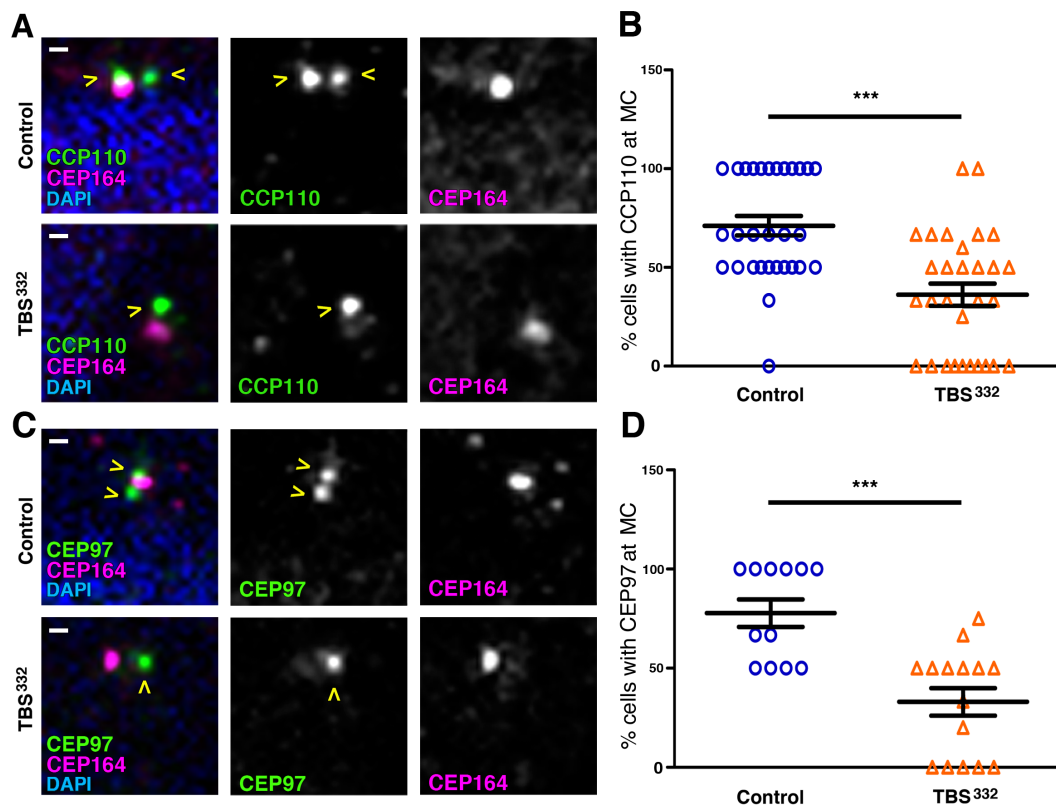 A
Control
CCP110
CEP164
DAPI
CCP110
CEP164
TBS332
CCP110
CEP164
DAPI
CCP110
CEP164
B
% cells with CCP110 at MC
150
100
50
0
***
Control
TBS332
C
Control
CEP97
CEP164
DAPI
CEP97
CEP164
TBS332
CEP97
CEP164
DAPI
CEP97
CEP164
D
% cells with CEP97 at MC
150
100
50
0
***
Control
TBS332